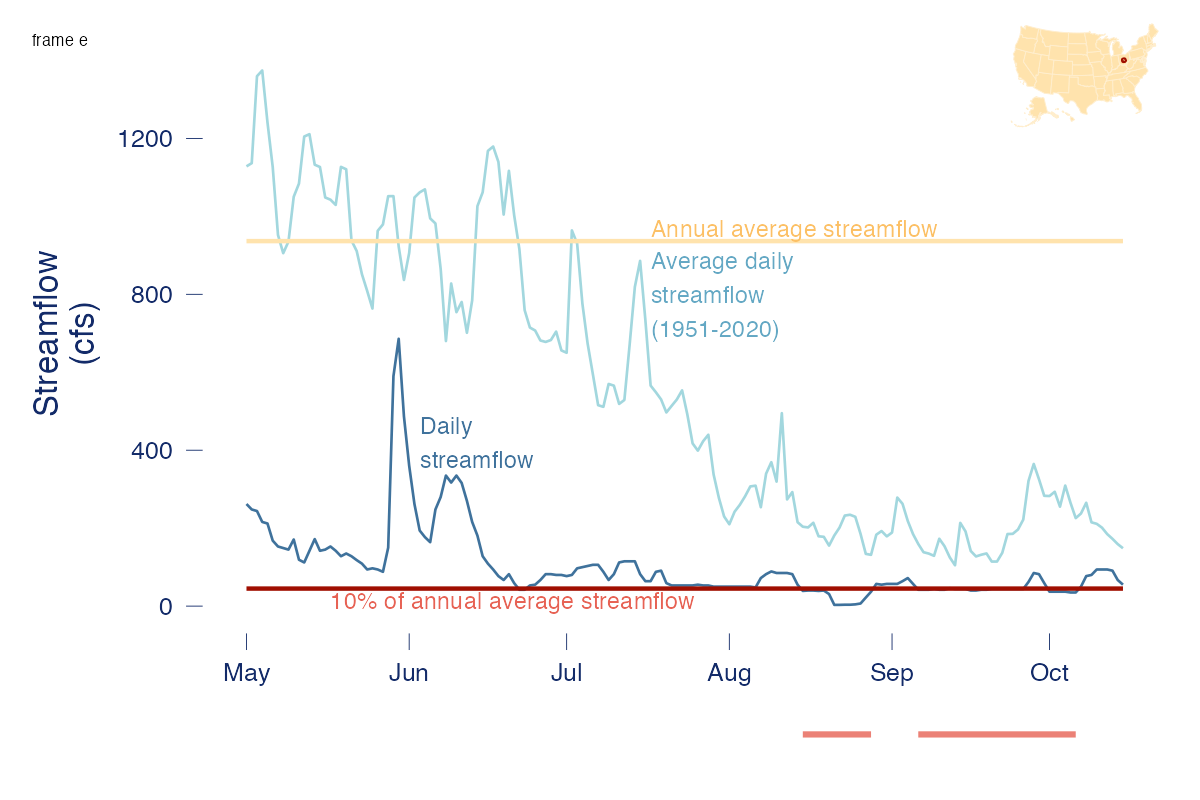 frame e
1200
800
400
0
Streamflow
(cfs)
Annual average streamflow
Average daily
streamflow
(1951-2020)
Daily
streamflow
10% of annual average streamflow
May Jun Jul Aug Sep Oct